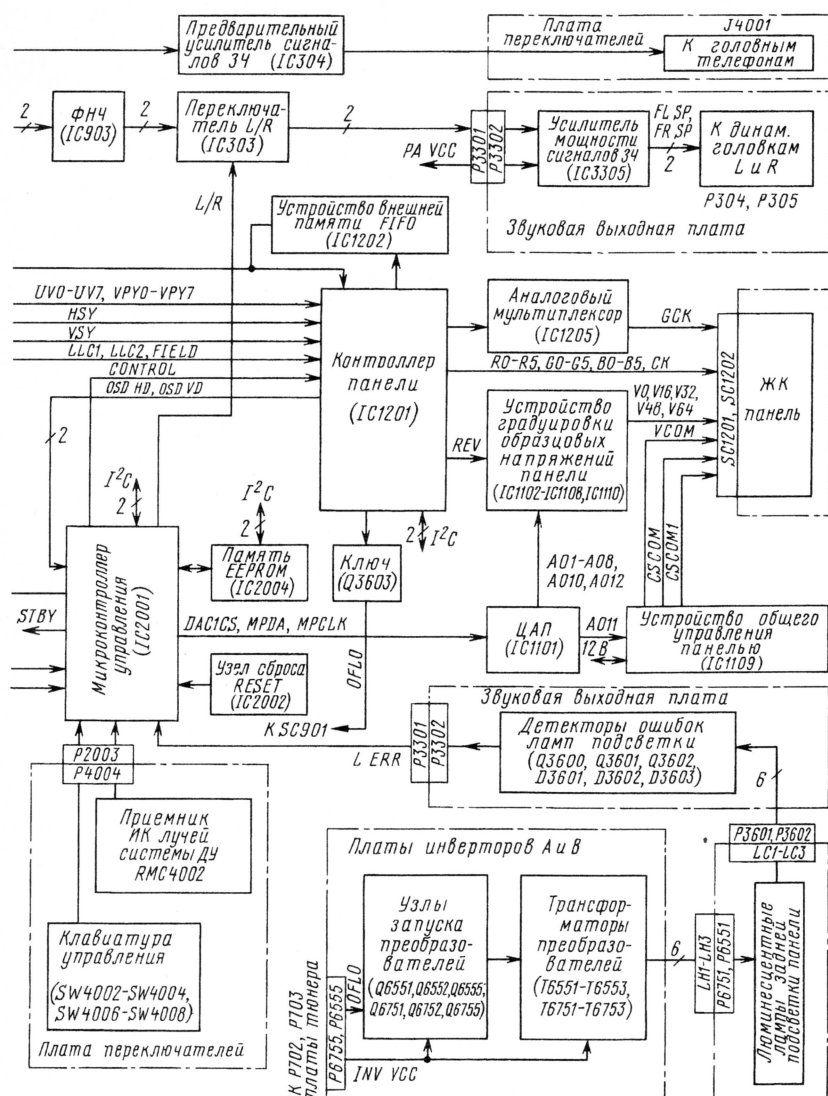 Предварительный
усилитель сигна-
лов ЗЧ (IC304)
Плата
переключателей
J4001
К головным
телефонам
2
ФНЧ
(IC903)
2
Переключа-
тель L/R
(IC303)
2
PA VCC
P3301
P3302
Усилитель
мощности
сигналов ЗЧ
(IC3305)
FL SP,
FR SP
2
К динам.
головкам
L и R
P304, P305
Звуковая выходная плата
L/R
Устройство внешней
памяти FIFO
(IC1202)
UV0-UV7, VPY0-VPY7
HSY
VSY
LLC1, LLC2, FIELD
CONTROL
OSD HD, OSD VD
2
Контроллер
панели
(IC1201)
Аналоговый
мультиплексор
(IC1205)
GCK
R0-R5, G0-G5, B0-B5, CK
REV
Устройство
градуировки
образцовых
напряжений
панели
(IC1102-IC1108, IC1110)
V0, V16, V32,
V48, V64
VCOM
SC1201, SC1202
ЖК
панель
I²C
2
I²C
2
2
I²C
Микроконтроллер
управления
(IC2001)
Память
EEPROM
(IC2004)
Ключ
(Q3603)
A01-A08,
A010, A012
CS COM
CS COM1
STBY
DAC1CS, MPDA, MPCLK
ЦАП
(IC1101)
A011
12В
Устройство общего
управления
панелью
(IC1109)
Узел сброса
RESET
(IC2002)
OFLO
К SC901
Звуковая выходная плата
L ERR
P3301
P3302
Детекторы ошибок
ламп подсветки
(Q3600, Q3601, Q3602,
D3601, D3602, D3603)
6
P2003
P4004
Приемник
ИК лучей
системы ДУ
RMC4002
Клавиатура
управления
(SW4002-SW4004,
SW4006-SW4008)
Плата переключателей
Платы инверторов А и В
К P702, P703
платы тюнера
P6755, P6555
OFLO
Узлы
запуска
преобразо-
вателей
(Q6551, Q6552, Q6555,
Q6751, Q6752, Q6755)
Трансфор-
маторы
преобразо-
вателей
(T6551-T6553,
T6751-T6753)
INV VCC
6
LH1-LH3
P6751, P6551
P3601, P3602
LC1-LC3
Люминесцентные
лампы задней
подсветки панели